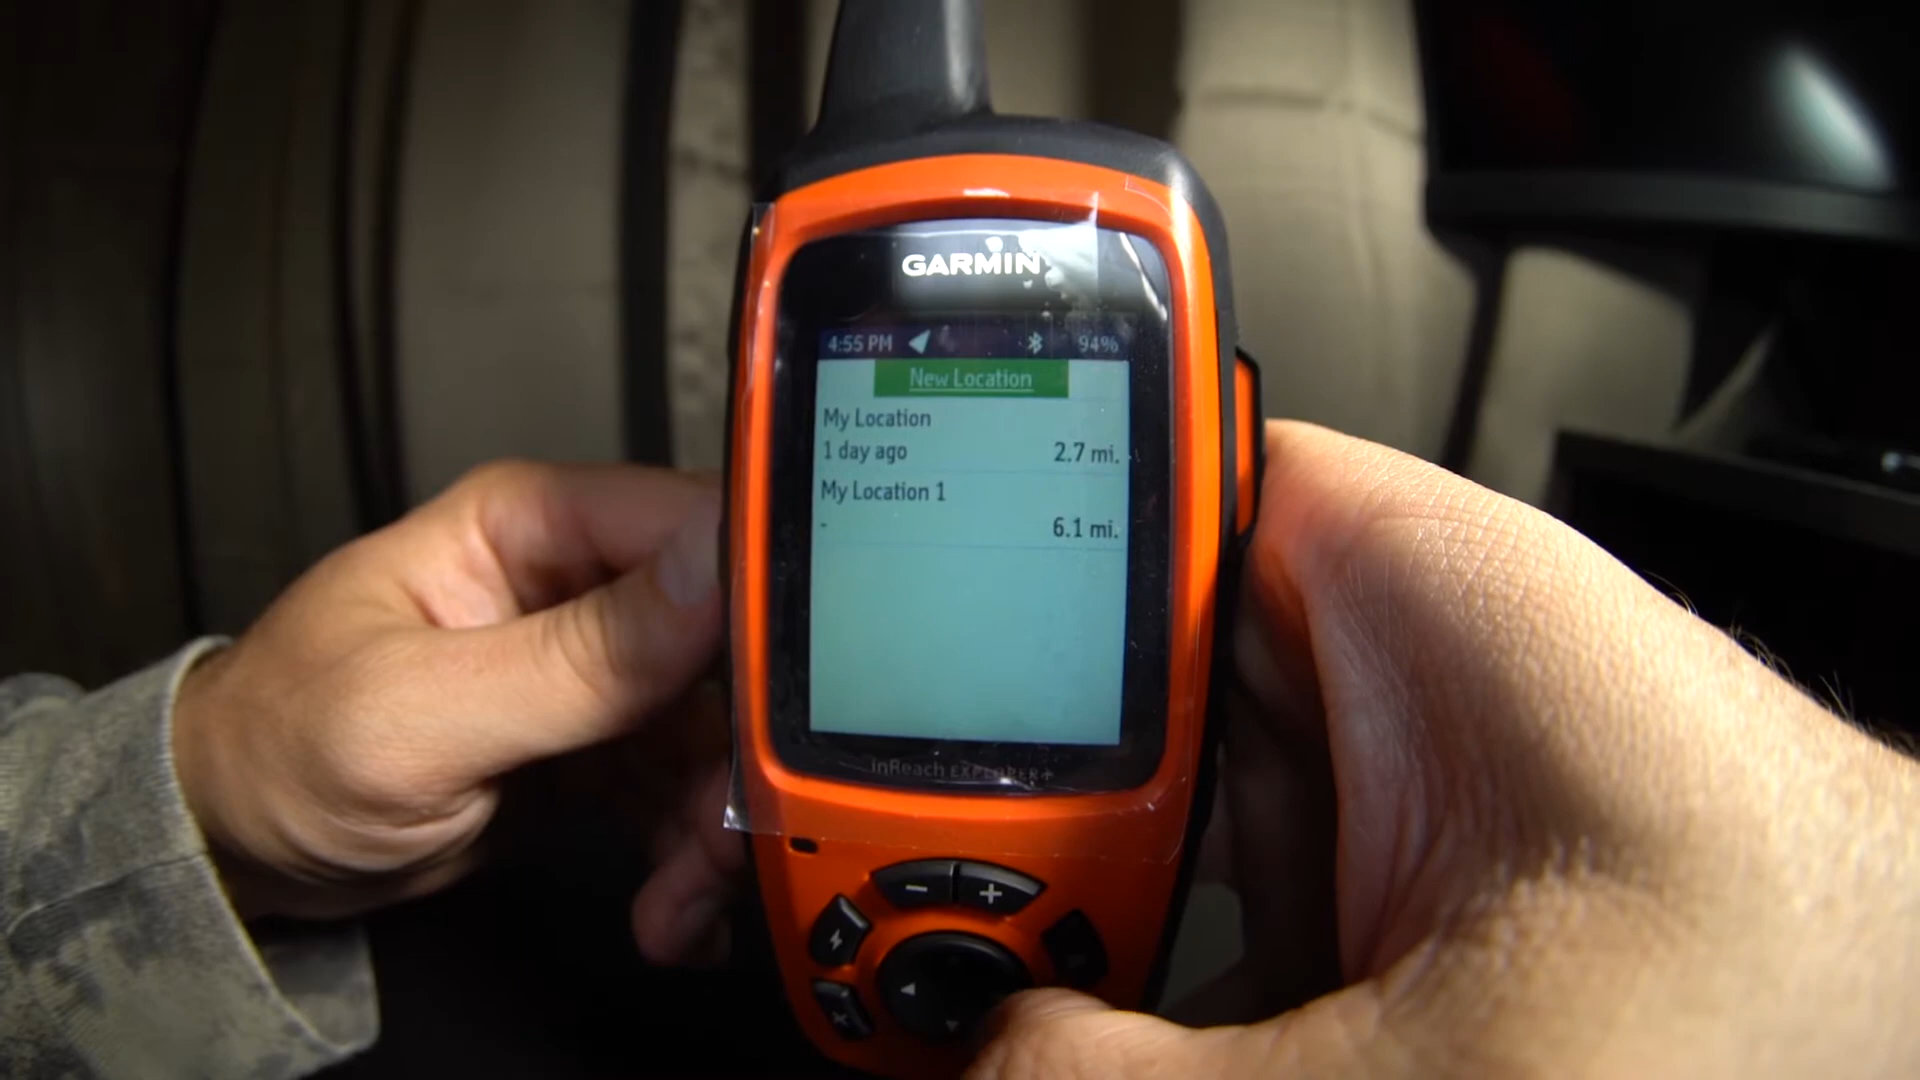 GARMIN
4:55 PM 94%
New Location
My Location
1 day ago 2.7 mi.
My Location 1
- 6.1 mi.
inReach EXPLORER+
− +